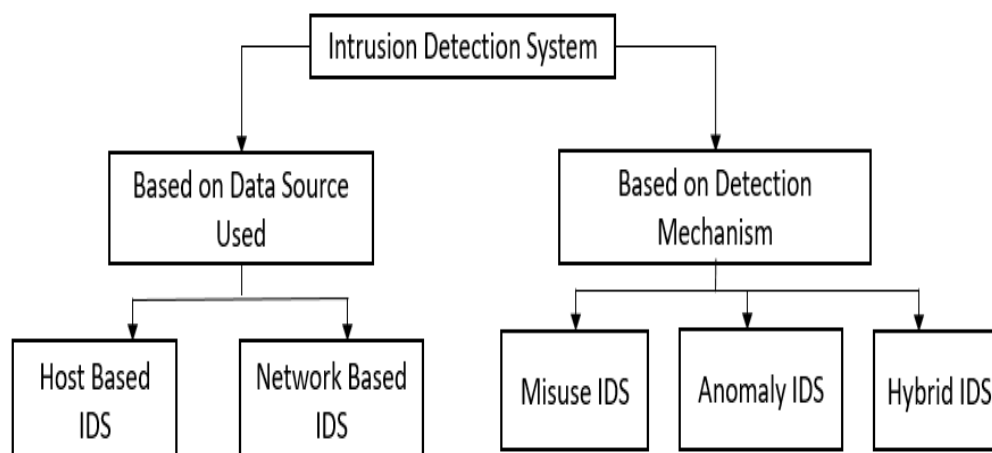 Intrusion Detection System
Based on Data Source
Used
Based on Detection
Mechanism
Host Based
IDS
Network Based
IDS
Misuse IDS
Anomaly IDS
Hybrid IDS